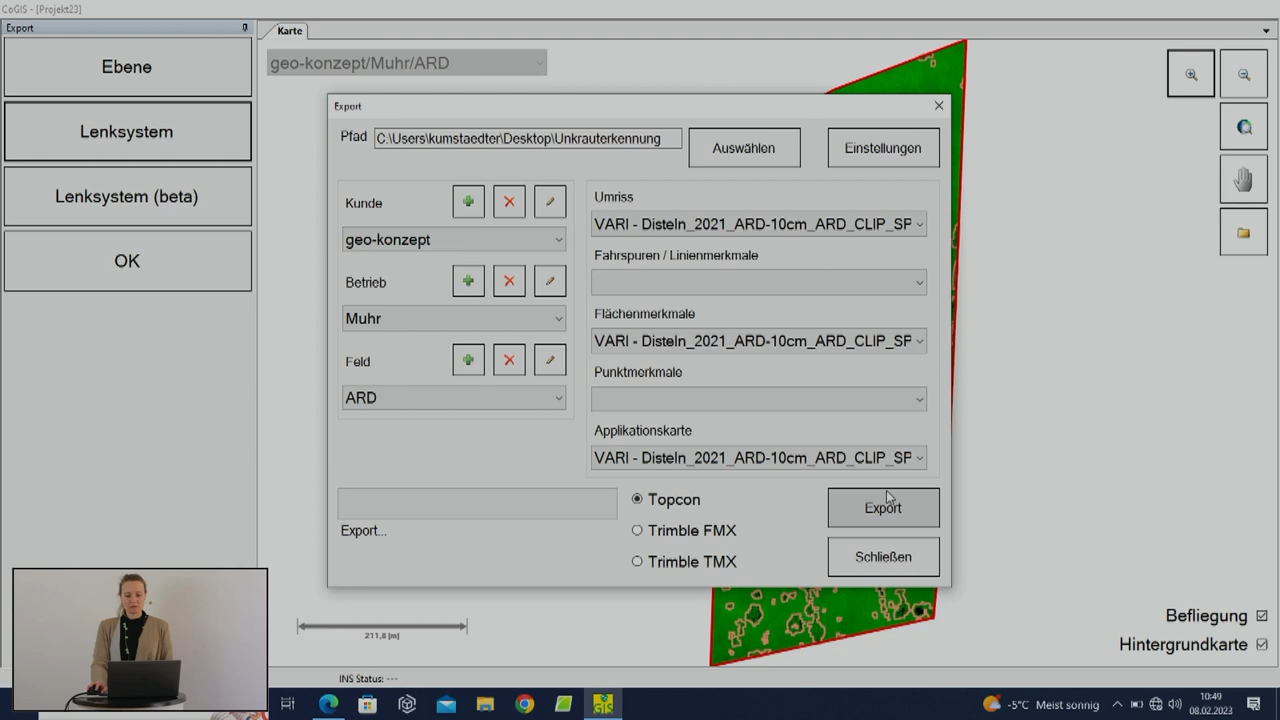 CoGIS - [Projekt23]
Export
Ebene
Lenksystem
Lenksystem (beta)
OK
Karte
geo-konzept/Muhr/ARD
Export
Pfad
C:\Users\kumstaedter\Desktop\Unkrauterkennung
Auswählen
Einstellungen
Kunde
geo-konzept
Betrieb
Muhr
Feld
ARD
Umriss
VARI - Disteln_2021_ARD-10cm_ARD_CLIP_SF
Fahrspuren / Linienmerkmale
Flächenmerkmale
VARI - Disteln_2021_ARD-10cm_ARD_CLIP_SF
Punktmerkmale
Applikationskarte
VARI - Disteln_2021_ARD-10cm_ARD_CLIP_SF
Export...
Topcon
Trimble FMX
Trimble TMX
Export
Schließen
211,8 [m]
Befliegung
Hintergrundkarte
INS Status: ---
GIS
-5°C Meist sonnig
10:49
08.02.2023